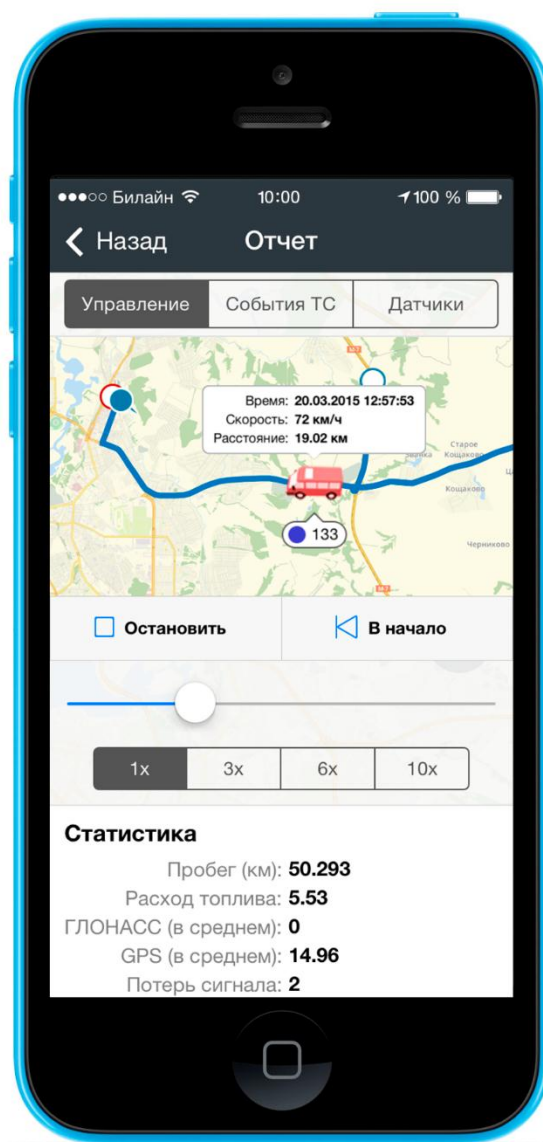 Билайн 10:00 100 %
Назад Отчет
Управление События ТС Датчики
Время: 20.03.2015 12:57:53
Скорость: 72 км/ч
Расстояние: 19.02 км
Старое
Кощаково
Кощаково
133
Черниково
Остановить В начало
1x 3x 6x 10x
Статистика
Пробег (км): 50.293
Расход топлива: 5.53
ГЛОНАСС (в среднем): 0
GPS (в среднем): 14.96
Потерь сигнала: 2